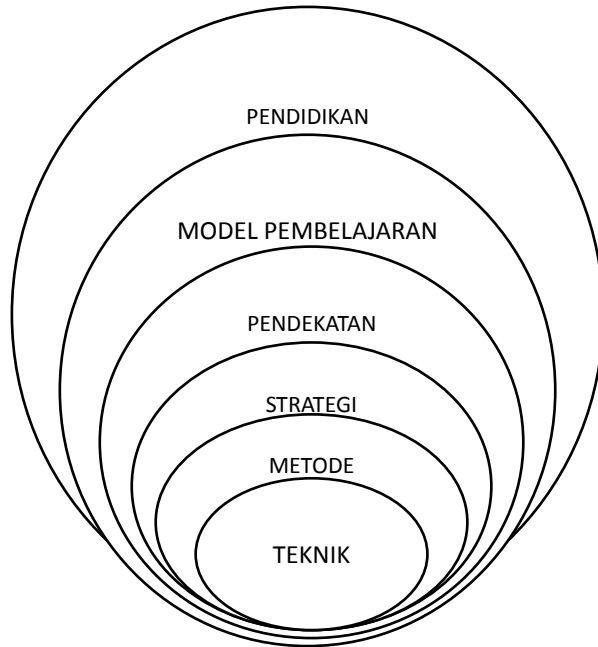 PENDIDIKAN
MODEL PEMBELAJARAN
PENDEKATAN
STRATEGI
METODE
TEKNIK